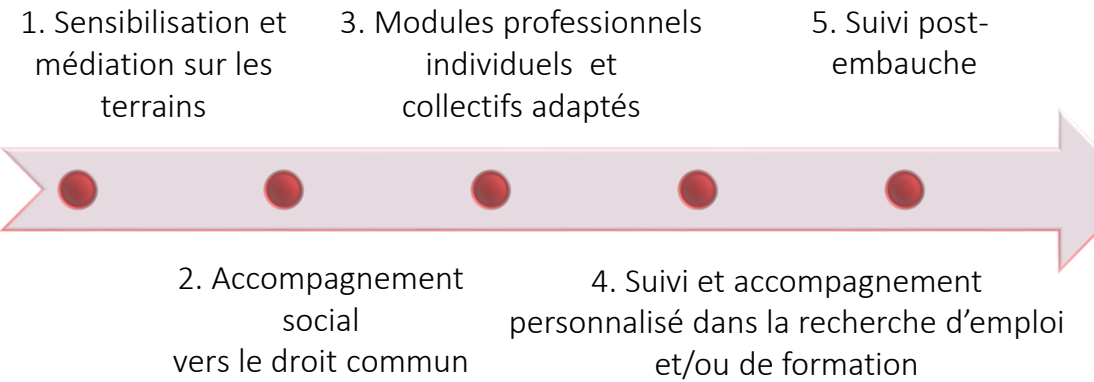 1. Sensibilisation et
médiation sur les
terrains
2. Accompagnement
social
vers le droit commun
3. Modules professionnels
individuels et
collectifs adaptés
4. Suivi et accompagnement
personnalisé dans la recherche d’emploi
et/ou de formation
5. Suivi post-
embauche